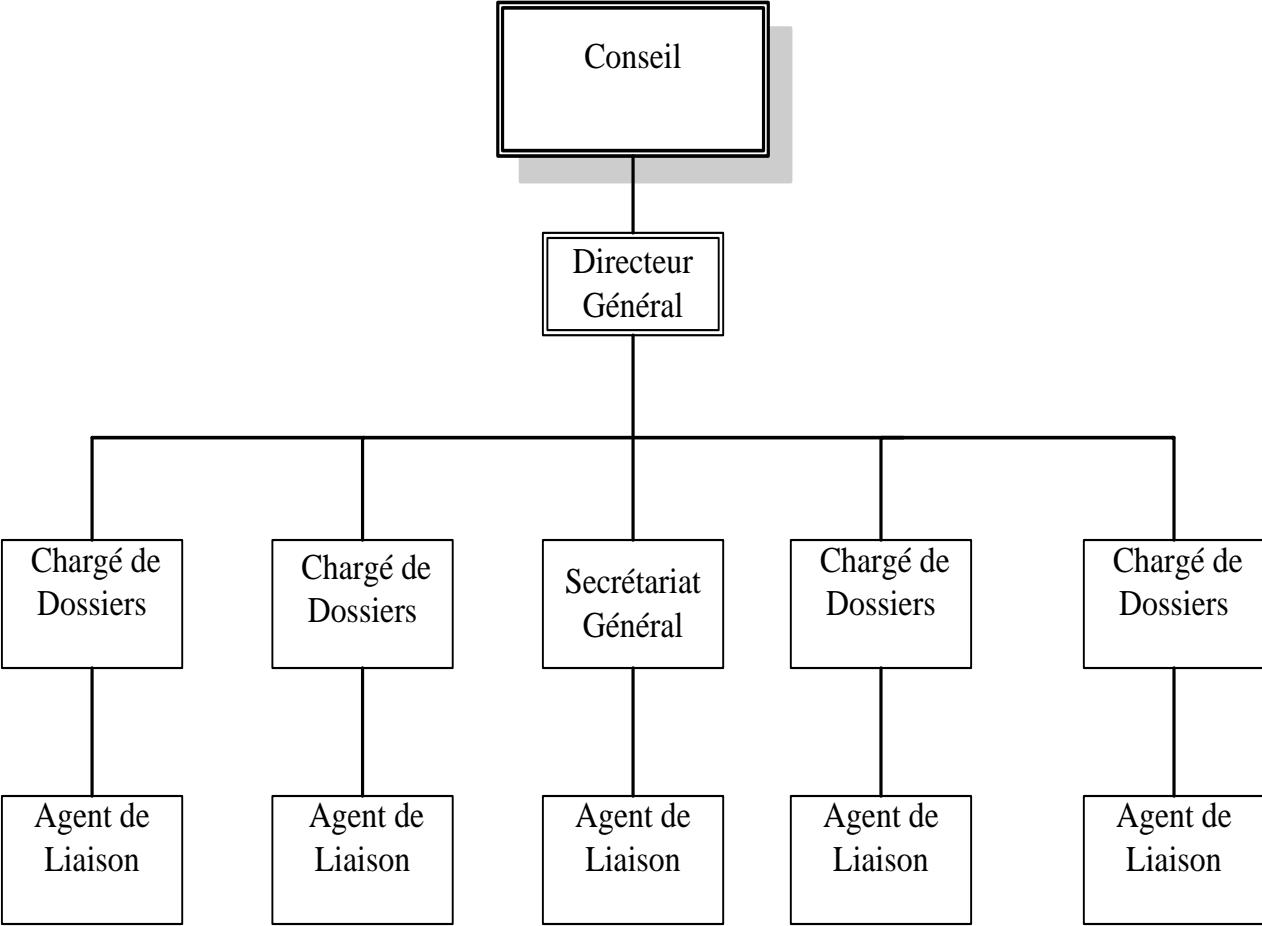 Conseil
Directeur
Général
Chargé de
Dossiers
Chargé de
Dossiers
Secrétariat
Général
Chargé de
Dossiers
Chargé de
Dossiers
Agent de
Liaison
Agent de
Liaison
Agent de
Liaison
Agent de
Liaison
Agent de
Liaison